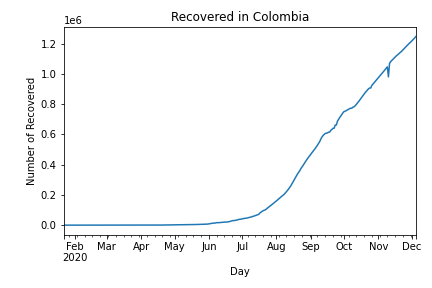 Recovered in Colombia
1e6
1.2
1.0
0.8
0.6
0.4
0.2
0.0
Number of Recovered
Feb Mar Apr May Jun Jul Aug Sep Oct Nov Dec
2020
Day